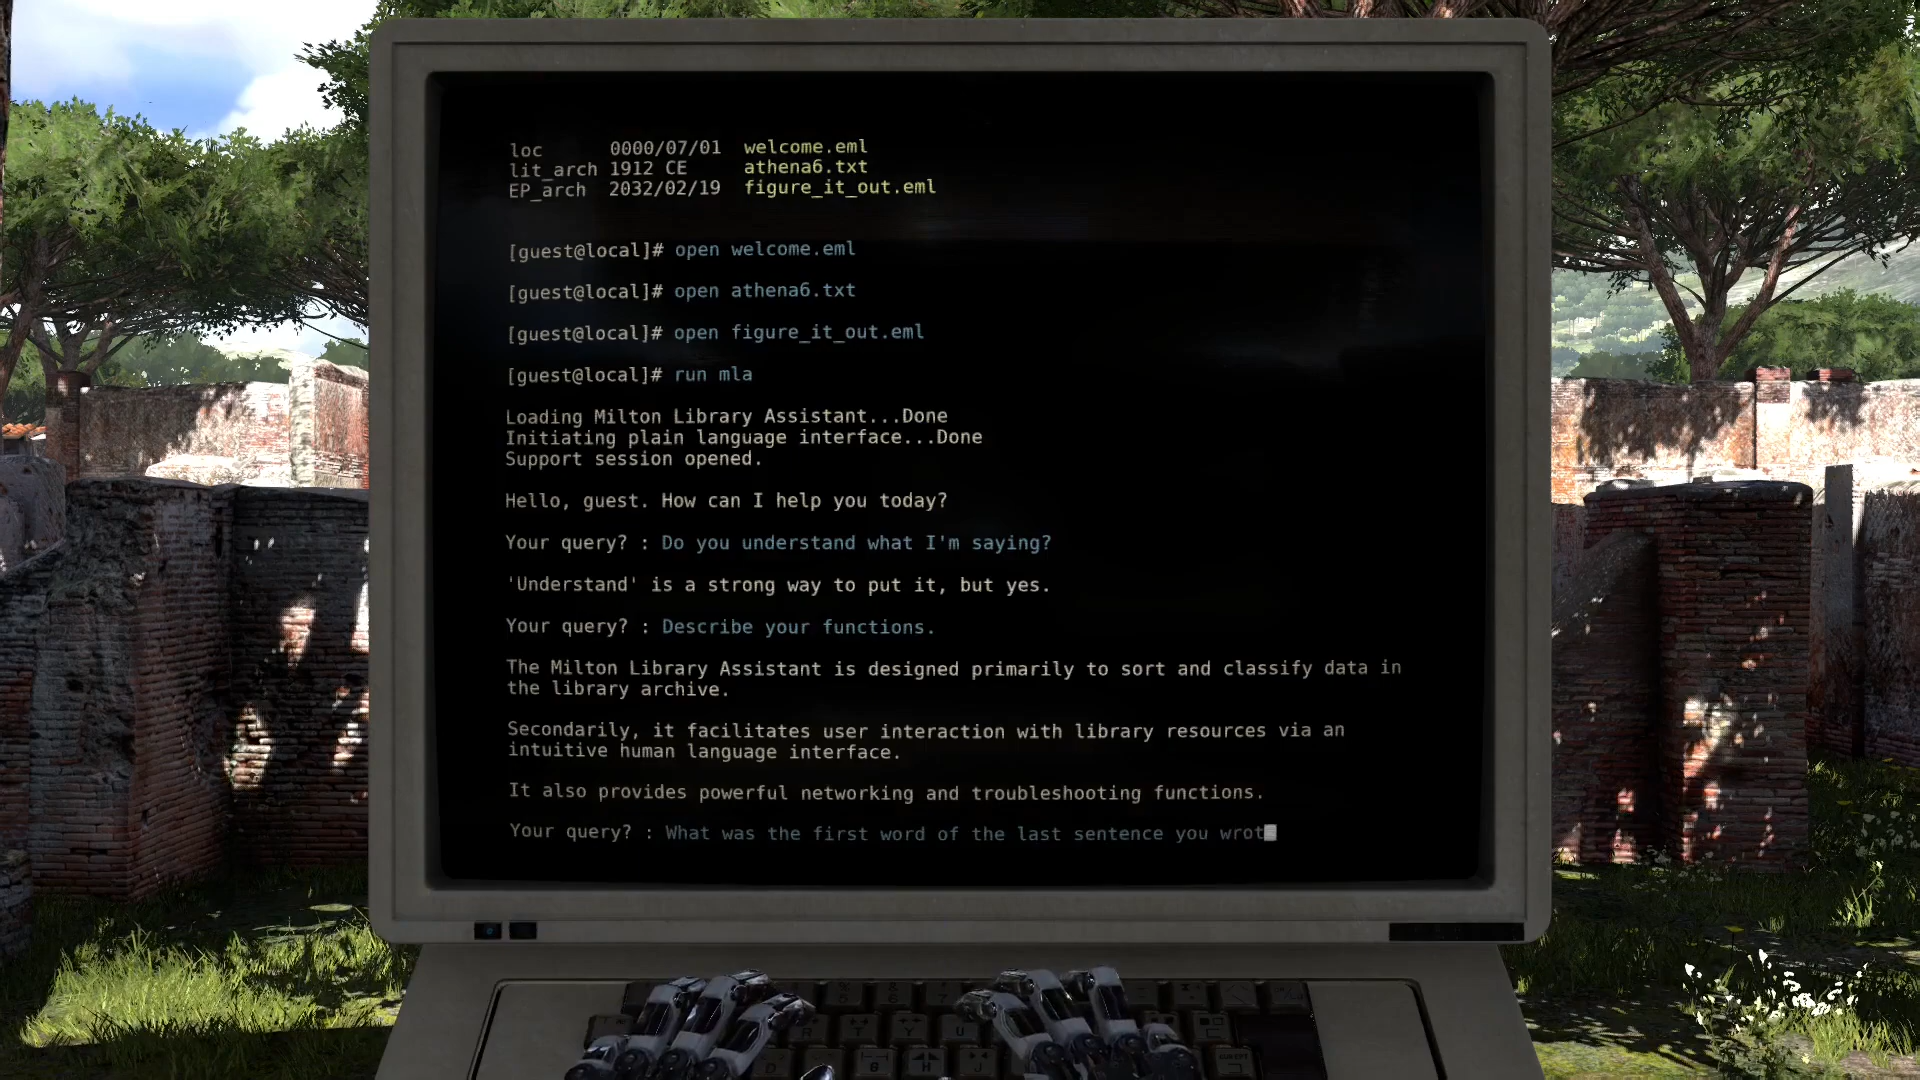 loc 0000/07/01 welcome.eml
lit_arch 1912 CE athena6.txt
EP_arch 2032/02/19 figure_it_out.eml
[guest@local]# open welcome.eml
[guest@local]# open athena6.txt
[guest@local]# open figure_it_out.eml
[guest@local]# run mla
Loading Milton Library Assistant...Done
Initiating plain language interface...Done
Support session opened.
Hello, guest. How can I help you today?
Your query? : Do you understand what I'm saying?
'Understand' is a strong way to put it, but yes.
Your query? : Describe your functions.
The Milton Library Assistant is designed primarily to sort and classify data in
the library archive.
Secondarily, it facilitates user interaction with library resources via an
intuitive human language interface.
It also provides powerful networking and troubleshooting functions.
Your query? : What was the first word of the last sentence you wrote
R T Y U
D H J